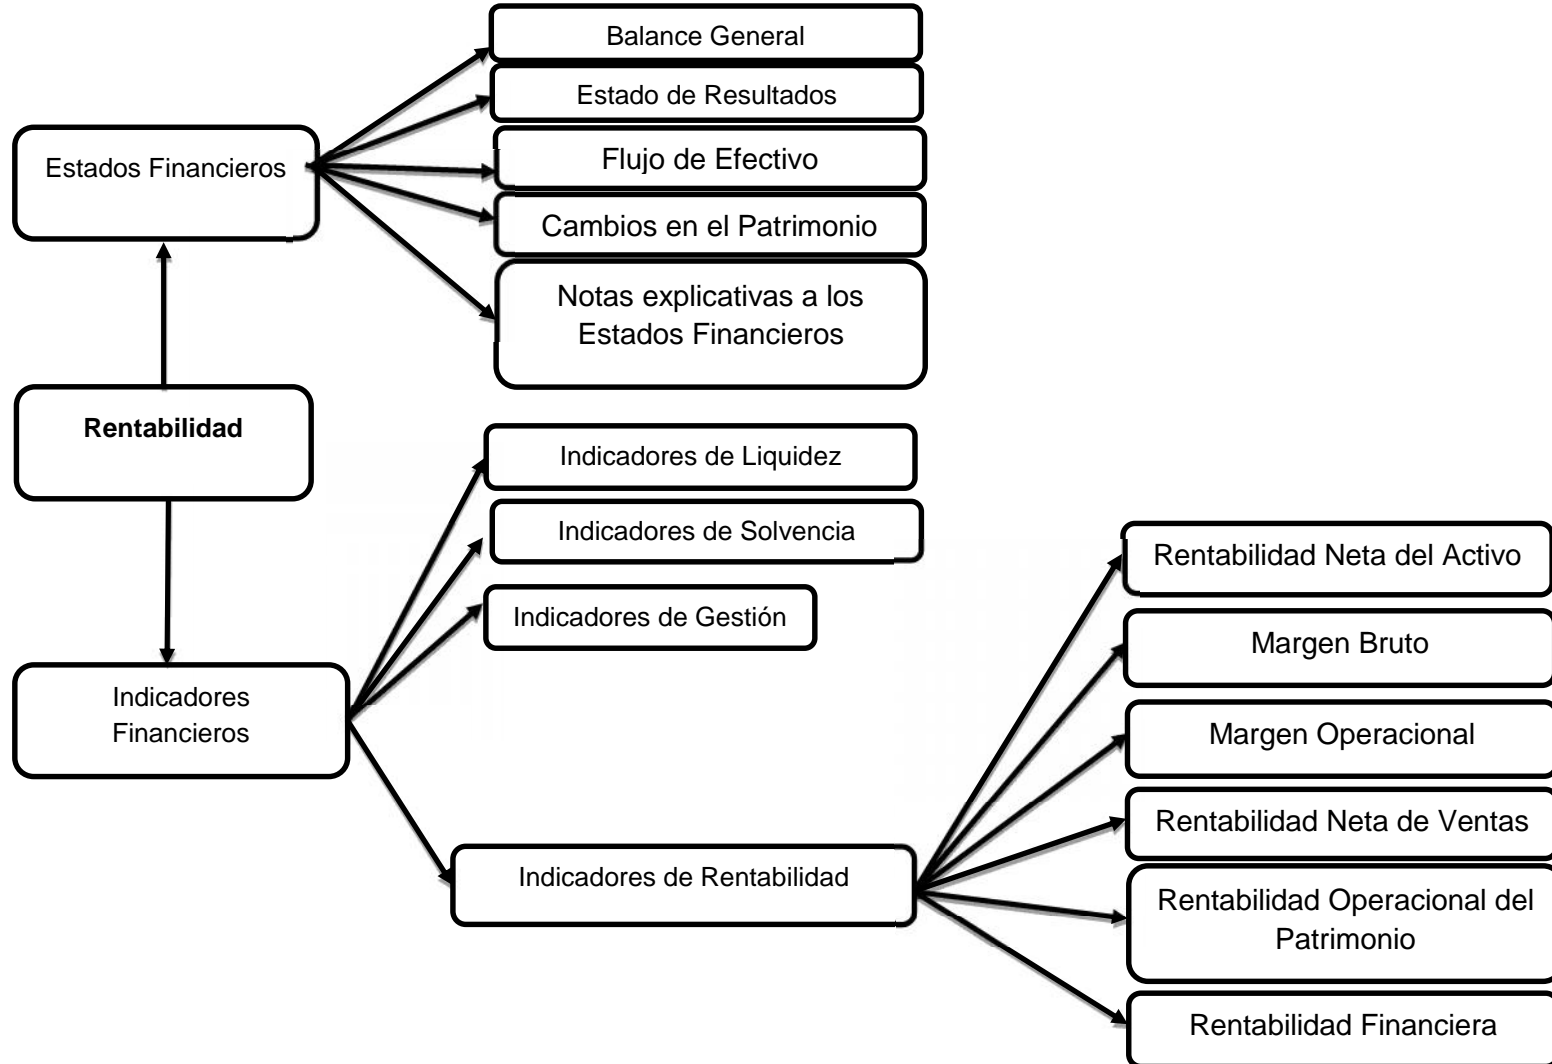 Balance General
Estado de Resultados
Estados Financieros
Flujo de Efectivo
Cambios en el Patrimonio
Notas explicativas a los
Estados Financieros
Rentabilidad
Indicadores de Liquidez
Indicadores de Solvencia
Indicadores de Gestión
Indicadores
Financieros
Indicadores de Rentabilidad
Rentabilidad Neta del Activo
Margen Bruto
Margen Operacional
Rentabilidad Neta de Ventas
Rentabilidad Operacional del
Patrimonio
Rentabilidad Financiera